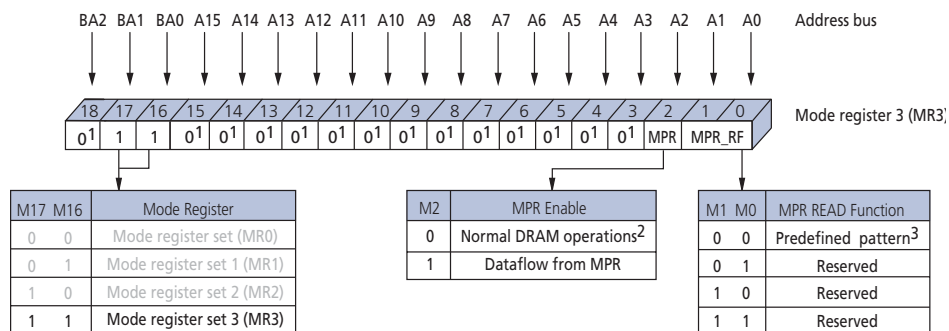 BA2 BA1 BA0 A15 A14 A13 A12 A11 A10 A9 A8 A7 A6 A5 A4 A3 A2 A1 A0 Address bus
18 17 16 15 14 13 12 11 10 9 8 7 6 5 4 3 2 1 0 Mode register 3 (MR3)
0¹ 1 1 0¹ 0¹ 0¹ 0¹ 0¹ 0¹ 0¹ 0¹ 0¹ 0¹ 0¹ 0¹ 0¹ MPR MPR_RF
M17 M16 Mode Register
0 0 Mode register set (MR0)
0 1 Mode register set 1 (MR1)
1 0 Mode register set 2 (MR2)
1 1 Mode register set 3 (MR3)
M2 MPR Enable
0 Normal DRAM operations²
1 Dataflow from MPR
M1 M0 MPR READ Function
0 0 Predefined pattern³
0 1 Reserved
1 0 Reserved
1 1 Reserved